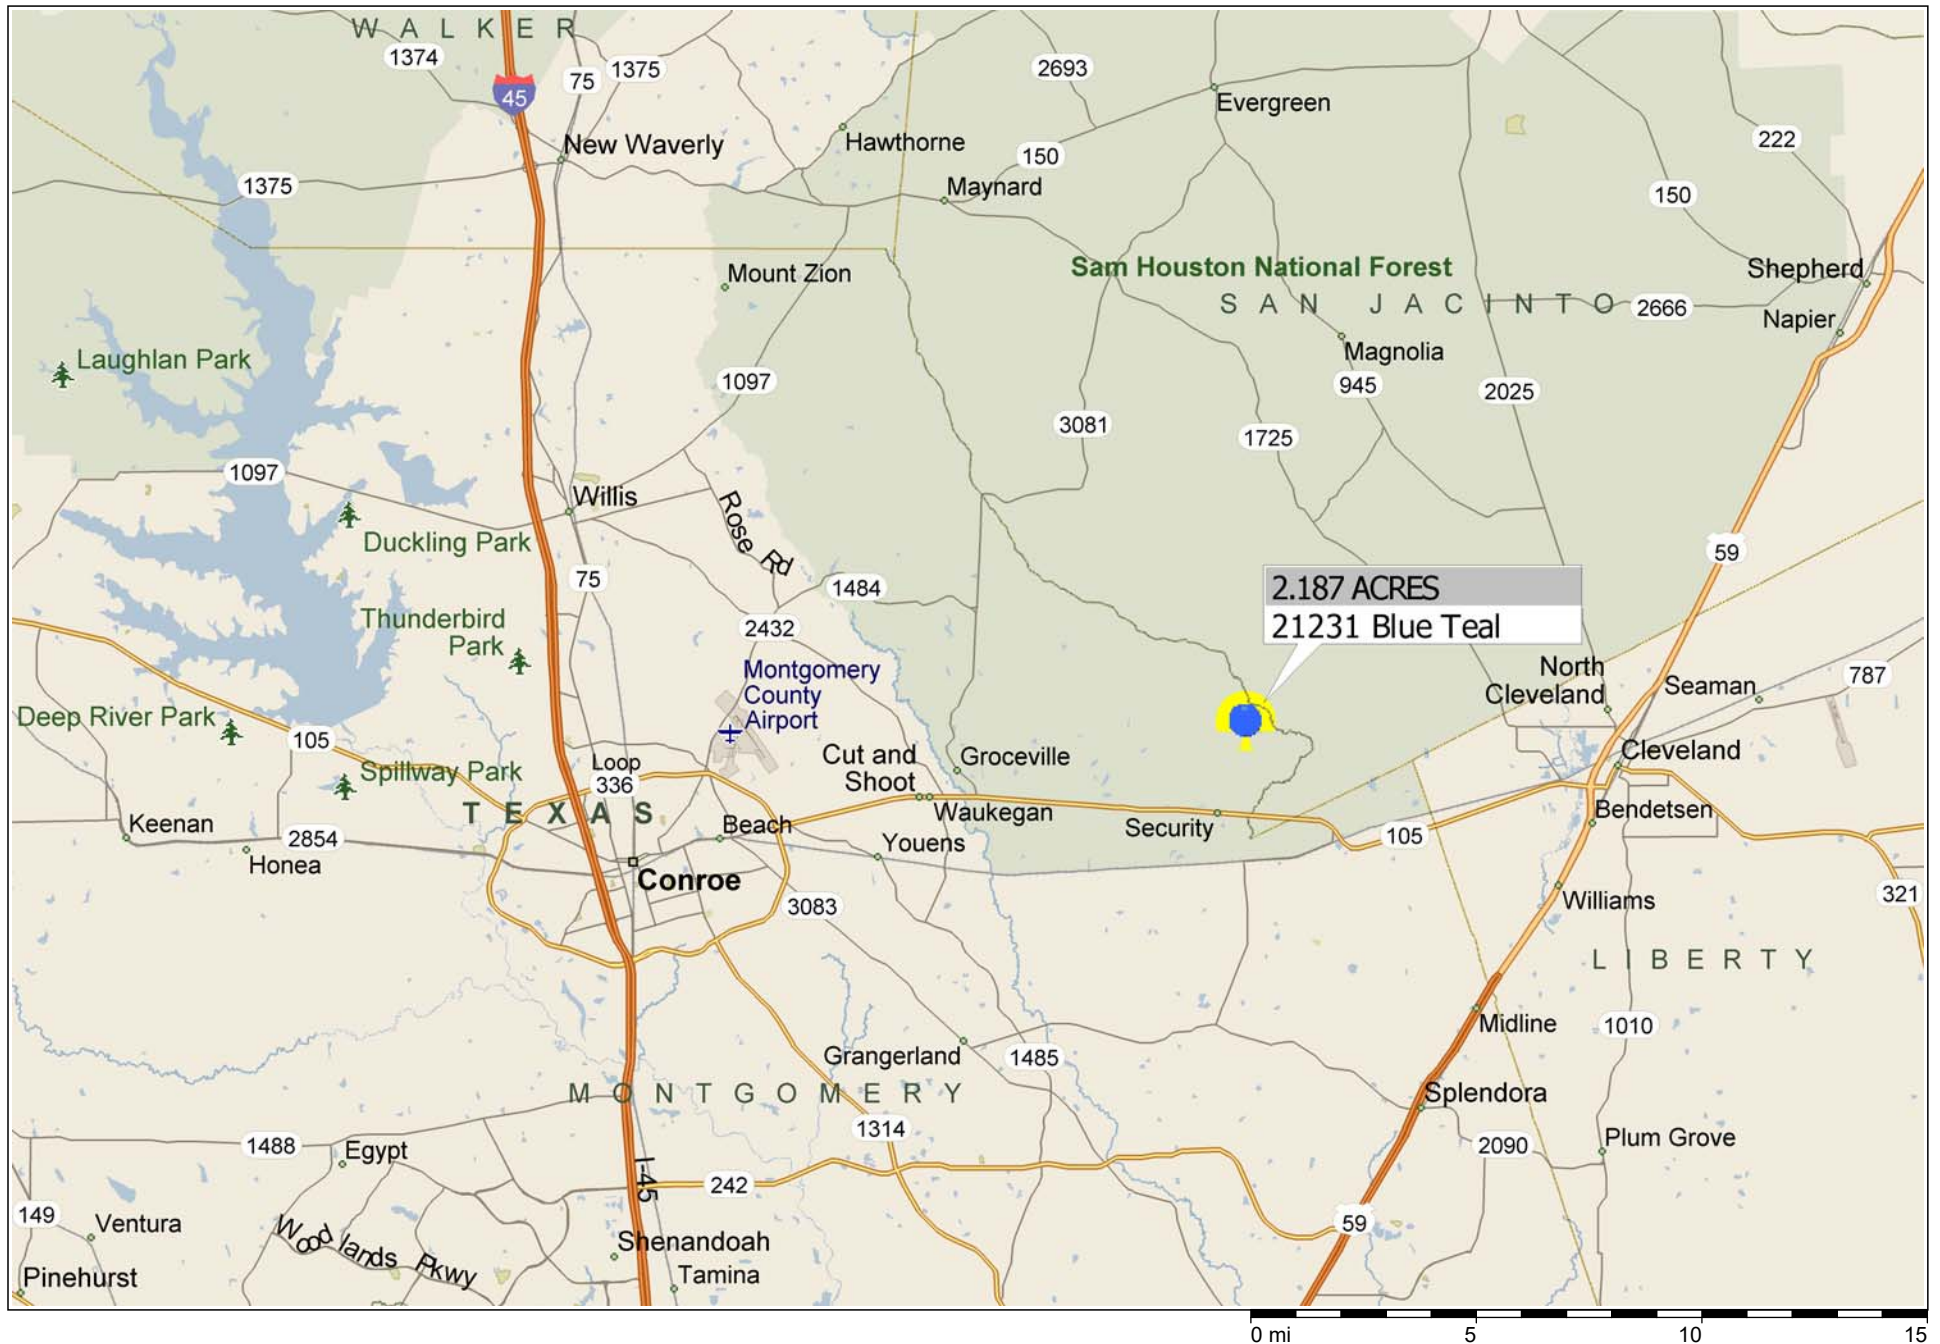 WALKER
1374
75
1375
2693
45
Evergreen
New Waverly
Hawthorne
150
222
1375
Maynard
150
Mount Zion
Sam Houston National Forest
Shepherd
SAN JACINTO
2666
Napier
Laughlan Park
Magnolia
1097
945
2025
3081
1725
1097
Willis
Rose Rd
Duckling Park
59
75
1484
2.187 ACRES
21231 Blue Teal
Thunderbird
Park
2432
Montgomery
County
Airport
North
Cleveland
787
Seaman
Deep River Park
105
Cut and
Shoot
Groceville
Cleveland
Loop
336
Spillway Park
TEXAS
Waukegan
Bendetsen
Security
Keenan
2854
Beach
Youens
105
Honea
Conroe
3083
Williams
321
LIBERTY
Midline
1010
Grangerland
1485
MONTGOMERY
Splendora
1314
2090
Plum Grove
1488
Egypt
I-45
242
149
Ventura
59
Woodlands Pkwy
Shenandoah
Tamina
Pinehurst
0 mi
5
10
15